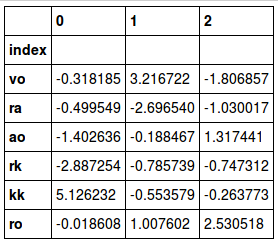 0 1 2
index
vo -0.318185 3.216722 -1.806857
ra -0.499549 -2.696540 -1.030017
ao -1.402636 -0.188467 1.317441
rk -2.887254 -0.785739 -0.747312
kk 5.126232 -0.553579 -0.263773
ro -0.018608 1.007602 2.530518